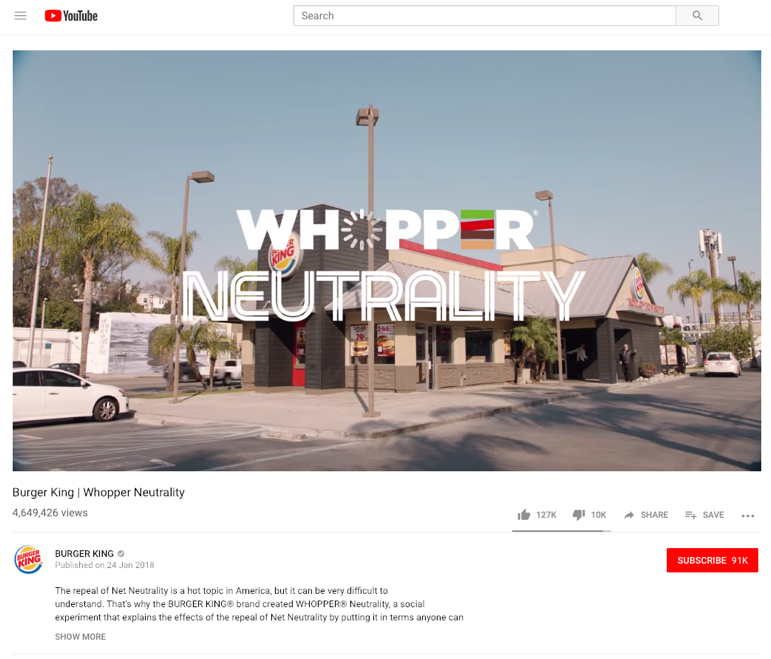 YouTube
Search
WHOPPER®
NEUTRALITY
BURGER
KING
Burger King | Whopper Neutrality
4,649,426 views
127K
10K
SHARE
SAVE
BURGER KING
Published on 24 Jan 2018
SUBSCRIBE 91K
BURGER
KING
The repeal of Net Neutrality is a hot topic in America, but it can be very difficult to
understand. That's why the BURGER KING® brand created WHOPPER® Neutrality, a social
experiment that explains the effects of the repeal of Net Neutrality by putting it in terms anyone can
SHOW MORE